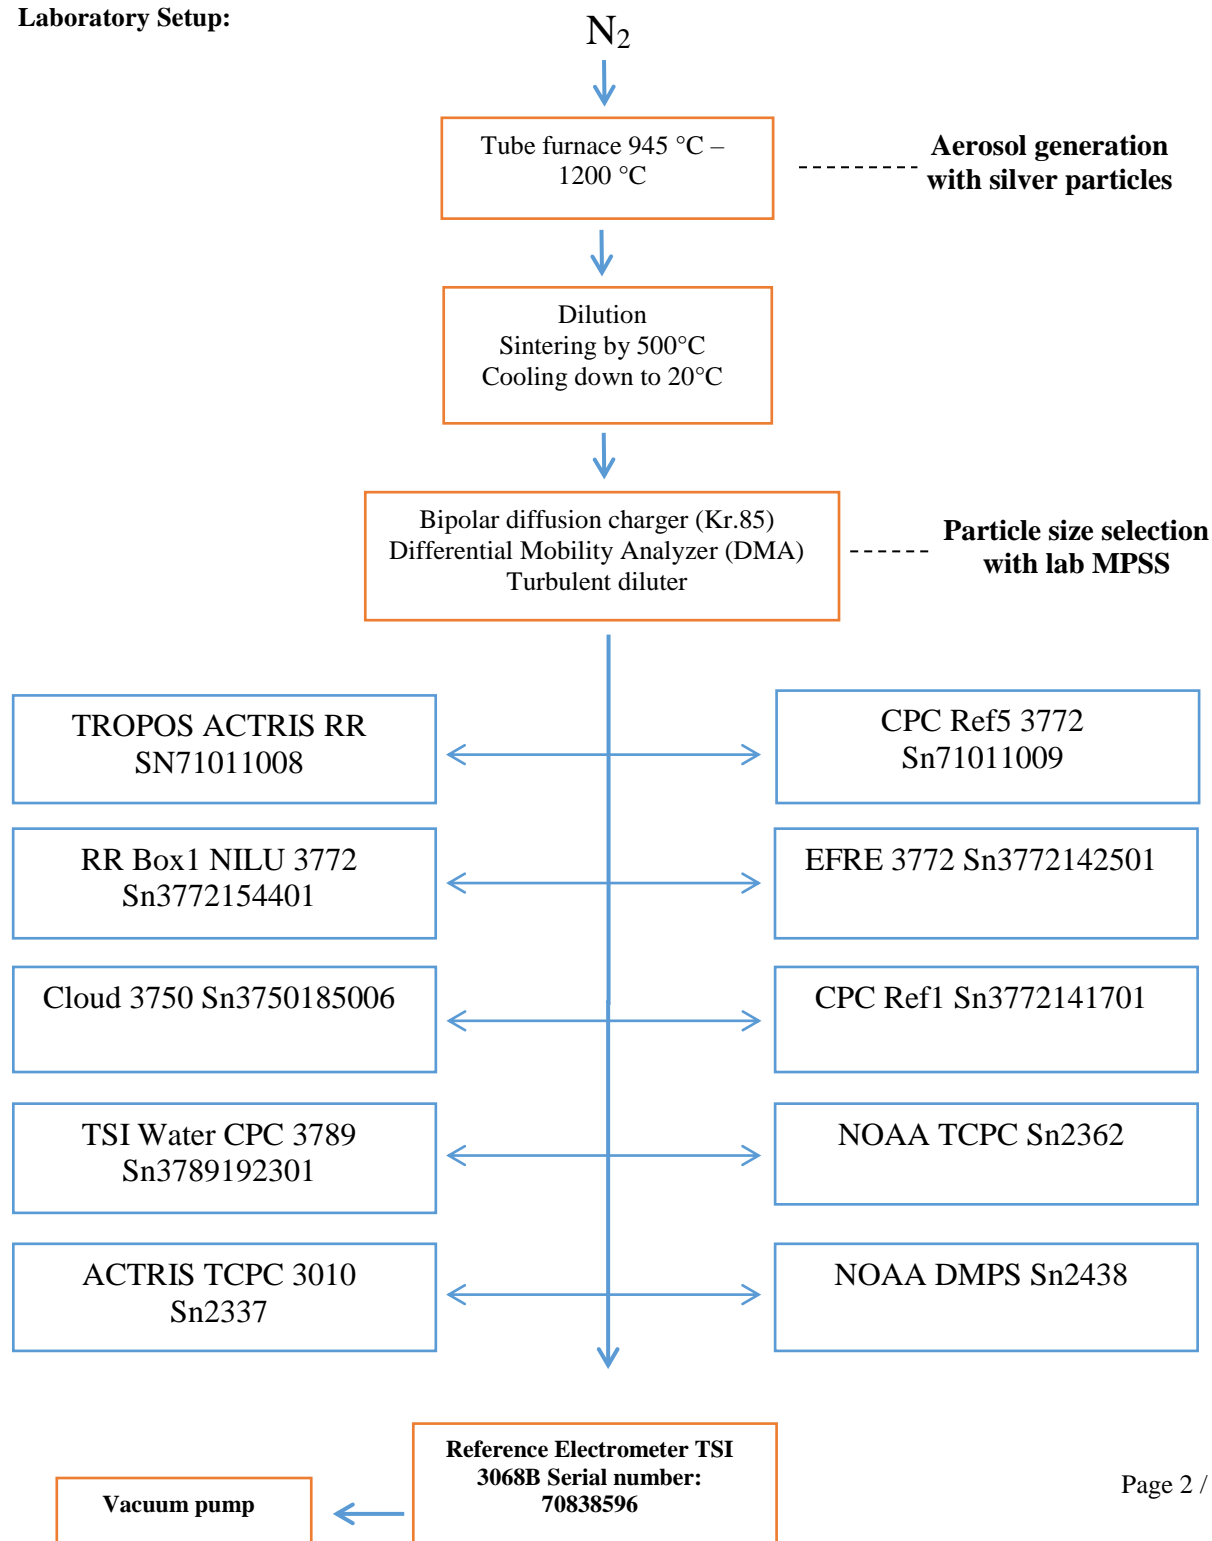 Laboratory Setup:
N₂
Tube furnace 945 °C –
1200 °C
Aerosol generation
with silver particles
Dilution
Sintering by 500°C
Cooling down to 20°C
Bipolar diffusion charger (Kr.85)
Differential Mobility Analyzer (DMA)
Turbulent diluter
Particle size selection
with lab MPSS
TROPOS ACTRIS RR
SN71011008
CPC Ref5 3772
Sn71011009
RR Box1 NILU 3772
Sn3772154401
EFRE 3772 Sn3772142501
Cloud 3750 Sn3750185006
CPC Ref1 Sn3772141701
TSI Water CPC 3789
Sn3789192301
NOAA TCPC Sn2362
ACTRIS TCPC 3010
Sn2337
NOAA DMPS Sn2438
Reference Electrometer TSI
3068B Serial number:
70838596
Vacuum pump
Page 2 /